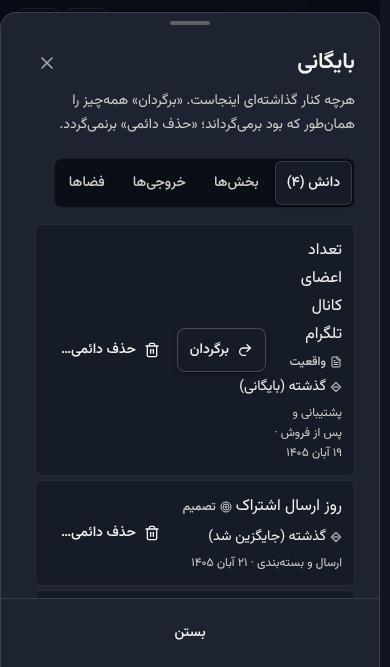 بایگانی
هرچه کنار گذاشته‌ای اینجاست. «برگردان» همه‌چیز را
همان‌طور که بود برمی‌گرداند؛ «حذف دائمی» برنمی‌گردد.
دانش (۴) بخش‌ها خروجی‌ها فضاها
تعداد
اعضای
کانال
تلگرام
واقعیت
گذشته (بایگانی)
پشتیبانی و
پس از فروش ·
۱۹ آبان ۱۴۰۵
برگردان
حذف دائمی...
روز ارسال اشتراک تصمیم
گذشته (جایگزین شد)
ارسال و بسته‌بندی · ۲۱ آبان ۱۴۰۵
حذف دائمی...
بستن